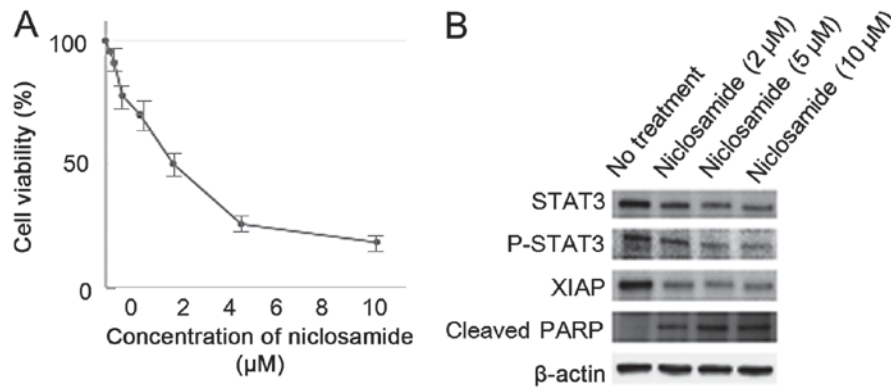 A
100
50
0
Cell viability (%)
0 2 4 6 8 10
Concentration of niclosamide
(µM)
B
No treatment
Niclosamide (2 µM)
Niclosamide (5 µM)
Niclosamide (10 µM)
STAT3
P-STAT3
XIAP
Cleaved PARP
β-actin